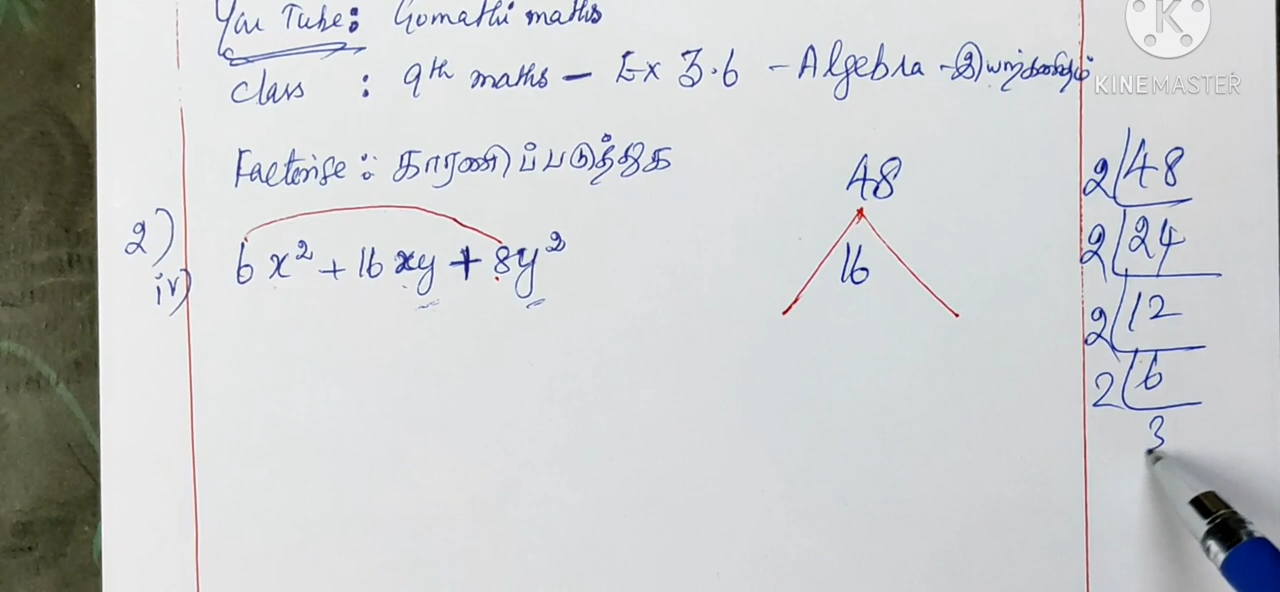 You Tube: Gomathi maths
K
KINEMASTER
Class : 9th maths - Ex 3.6 - Algebra - இயற்கணிதம்
Factorise : காரணிப்படுத்துக
2)
iv) 6x² + 16xy + 8y²
48
16
2 48
2 24
2 12
2 6
3